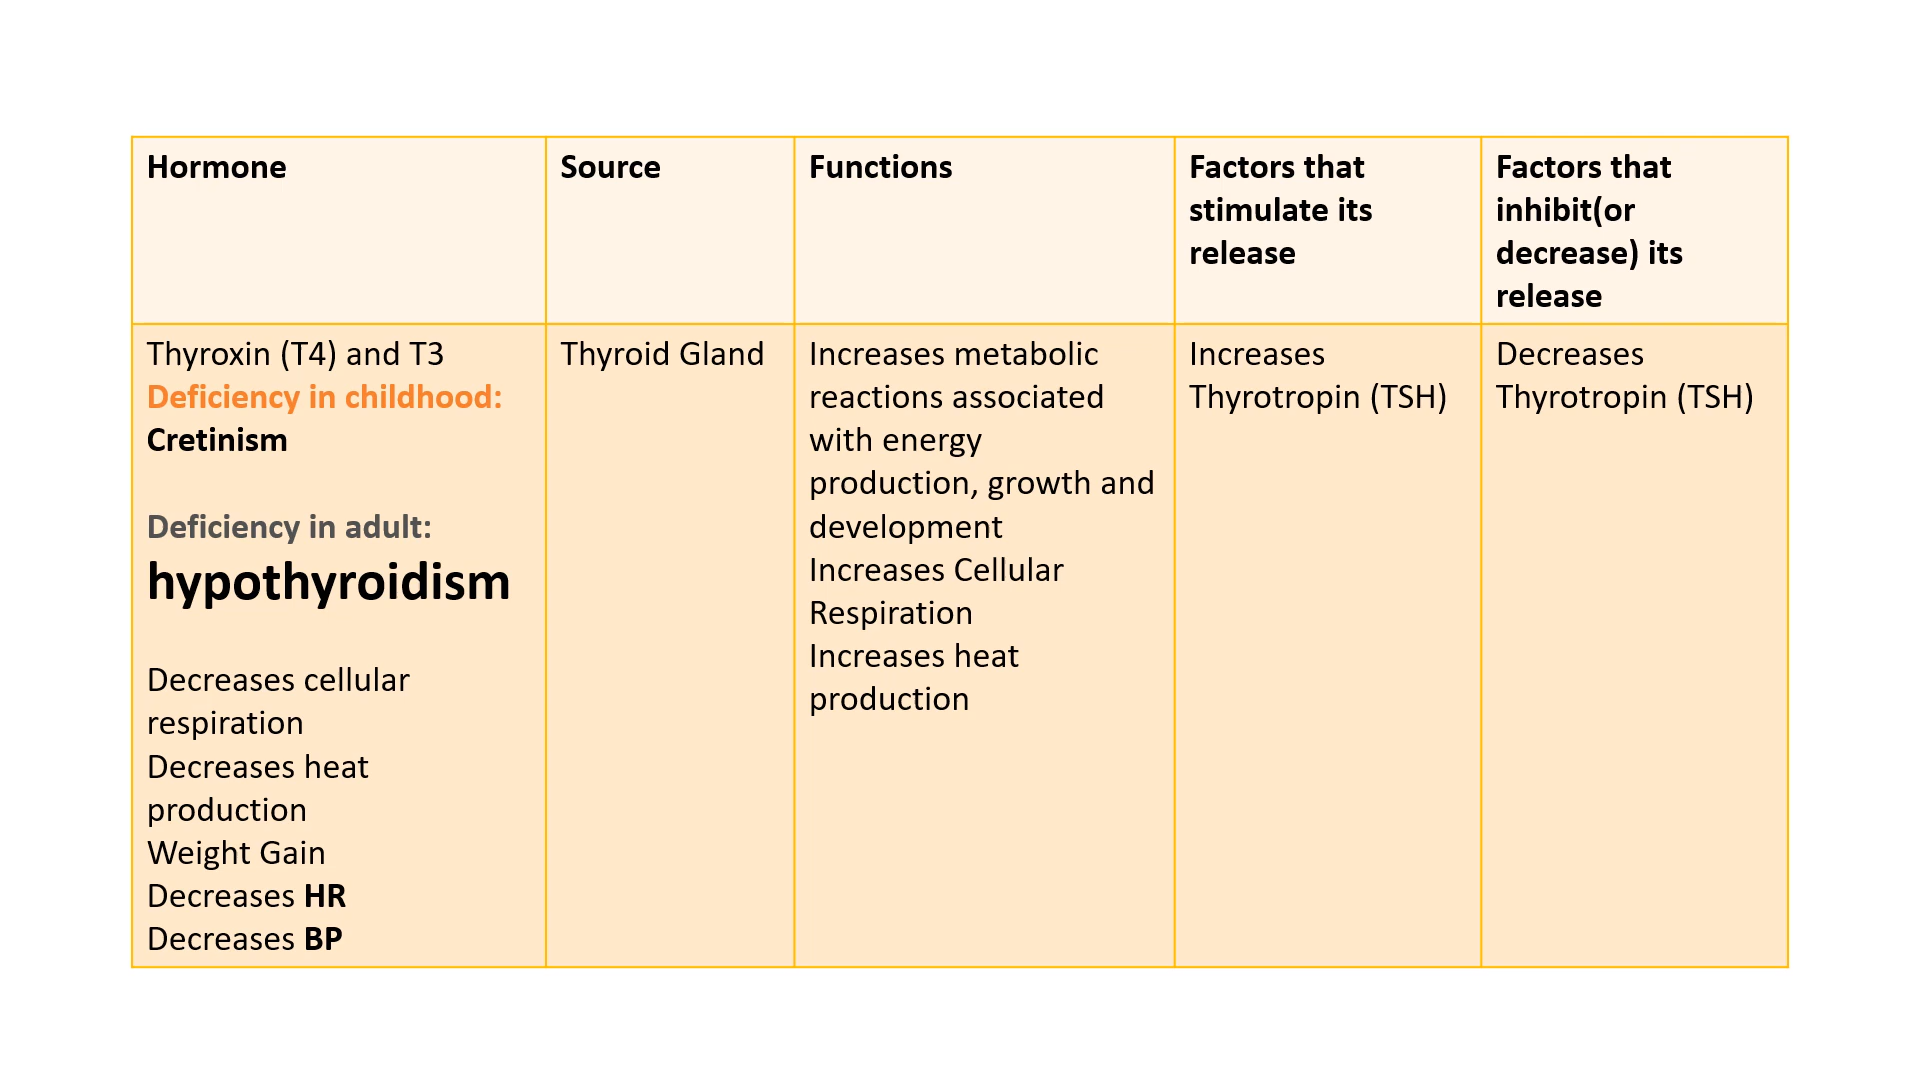 Hormone
Source
Functions
Factors that
stimulate its
release
Factors that
inhibit(or
decrease) its
release
Thyroxin (T4) and T3
Deficiency in childhood:
Cretinism
Deficiency in adult:
hypothyroidism
Decreases cellular
respiration
Decreases heat
production
Weight Gain
Decreases HR
Decreases BP
Thyroid Gland
Increases metabolic
reactions associated
with energy
production, growth and
development
Increases Cellular
Respiration
Increases heat
production
Increases
Thyrotropin (TSH)
Decreases
Thyrotropin (TSH)